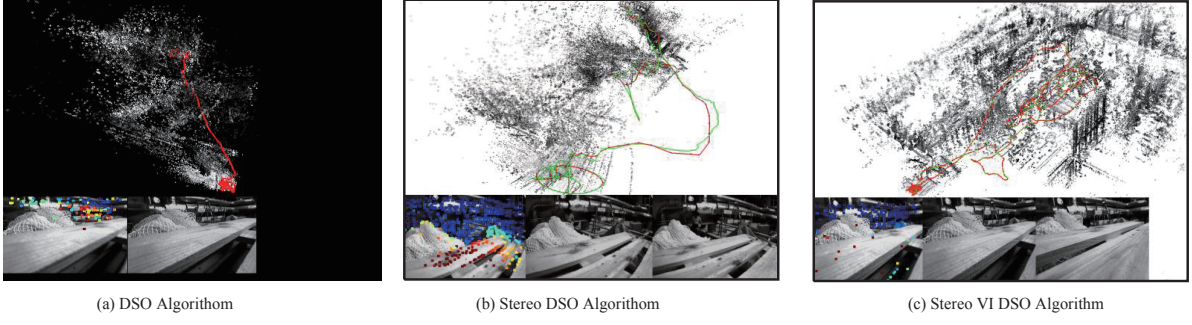 (a) DSO Algorithom
(b) Stereo DSO Algorithom
(c) Stereo VI DSO Algorithm